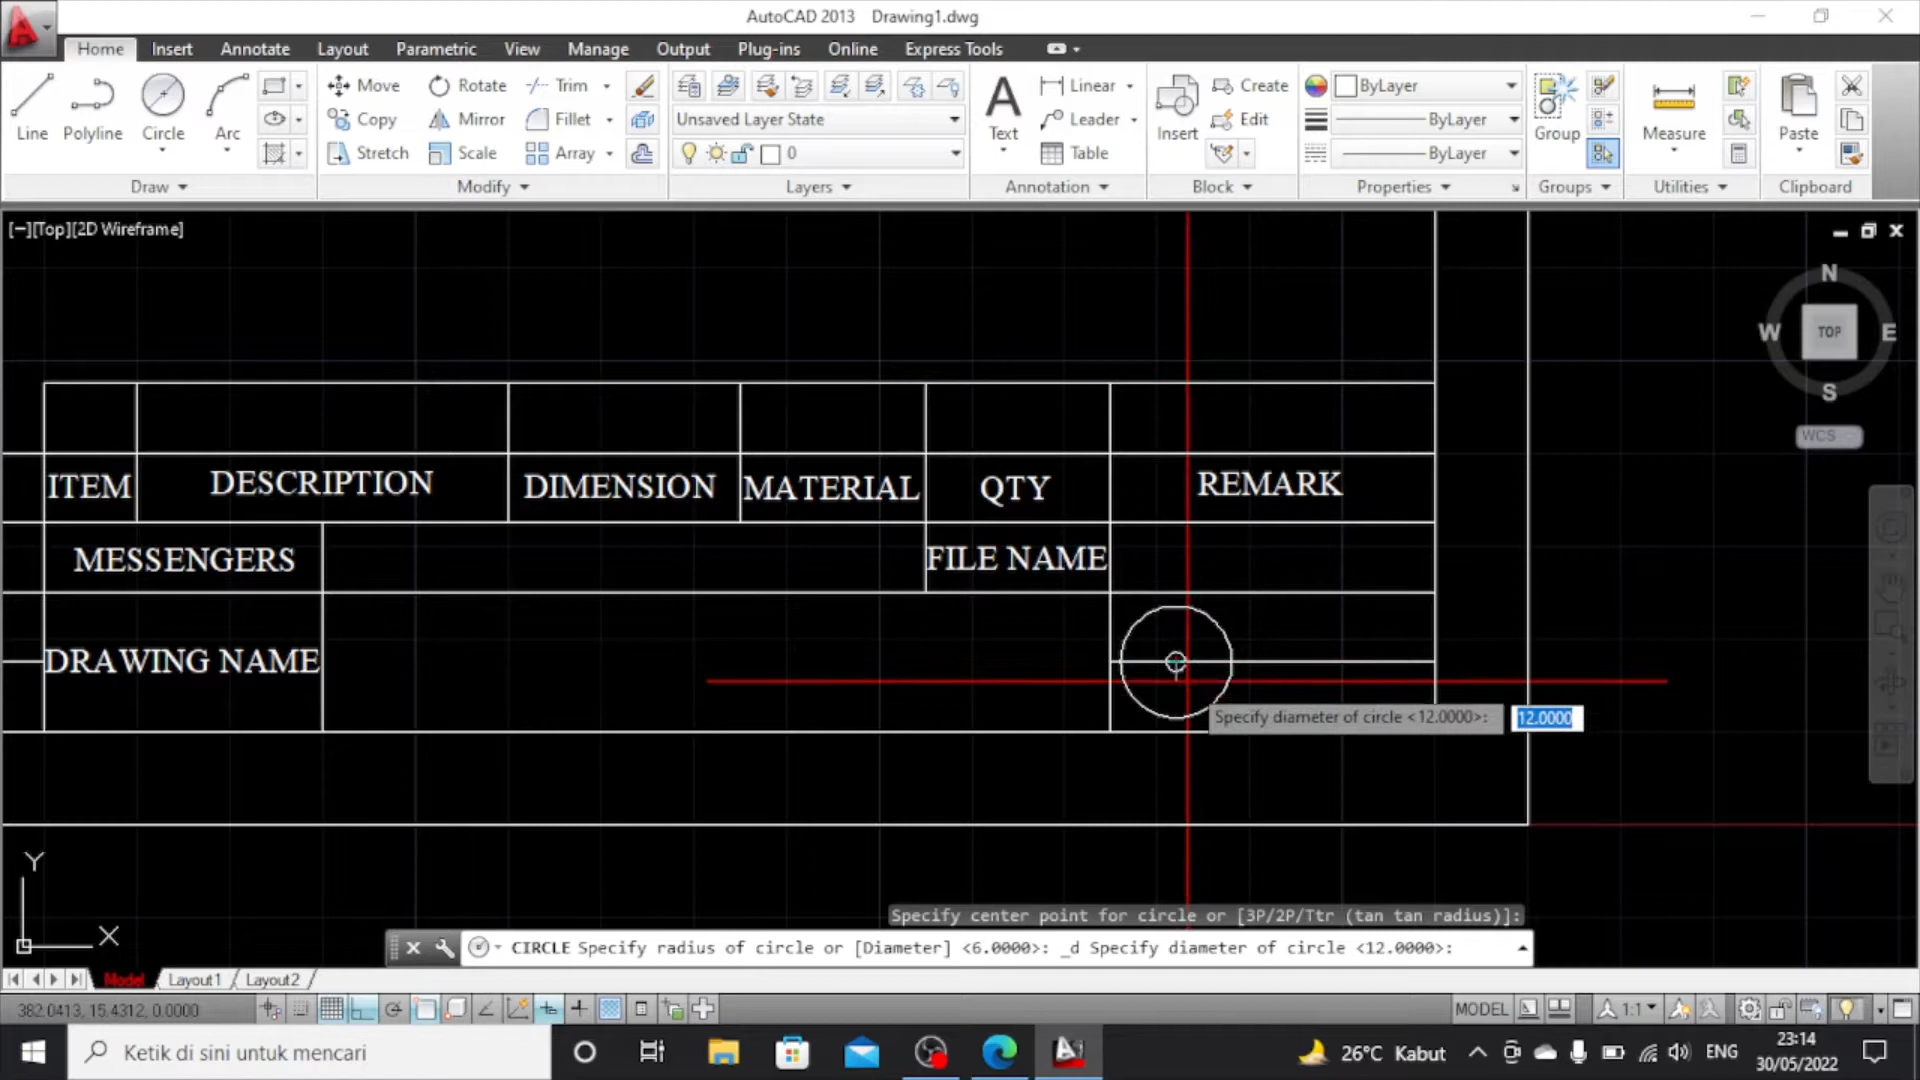 AutoCAD 2013 Drawing1.dwg
Home Insert Annotate Layout Parametric View Manage Output Plug-ins Online Express Tools
Line Polyline Circle Arc
Move Rotate Trim
Copy Mirror Fillet
Stretch Scale Array
Unsaved Layer State
0
Text
Linear
Leader
Table
Insert
Create
Edit
ByLayer
ByLayer
ByLayer
Group
Measure
Paste
Draw Modify Layers Annotation Block Properties Groups Utilities Clipboard
[−][Top][2D Wireframe]
N
W TOP E
S
WCS
ITEM DESCRIPTION DIMENSION MATERIAL QTY REMARK
MESSENGERS FILE NAME
DRAWING NAME
Specify diameter of circle <12.0000>: 12.0000
Y
X
Specify center point for circle or [3P/2P/Ttr (tan tan radius)]:
CIRCLE Specify radius of circle or [Diameter] <6.0000>: _d Specify diameter of circle <12.0000>:
Model Layout1 Layout2
382.0413, 15.4312, 0.0000 MODEL 1:1
Ketik di sini untuk mencari
26°C Kabut
ENG
23:14
30/05/2022